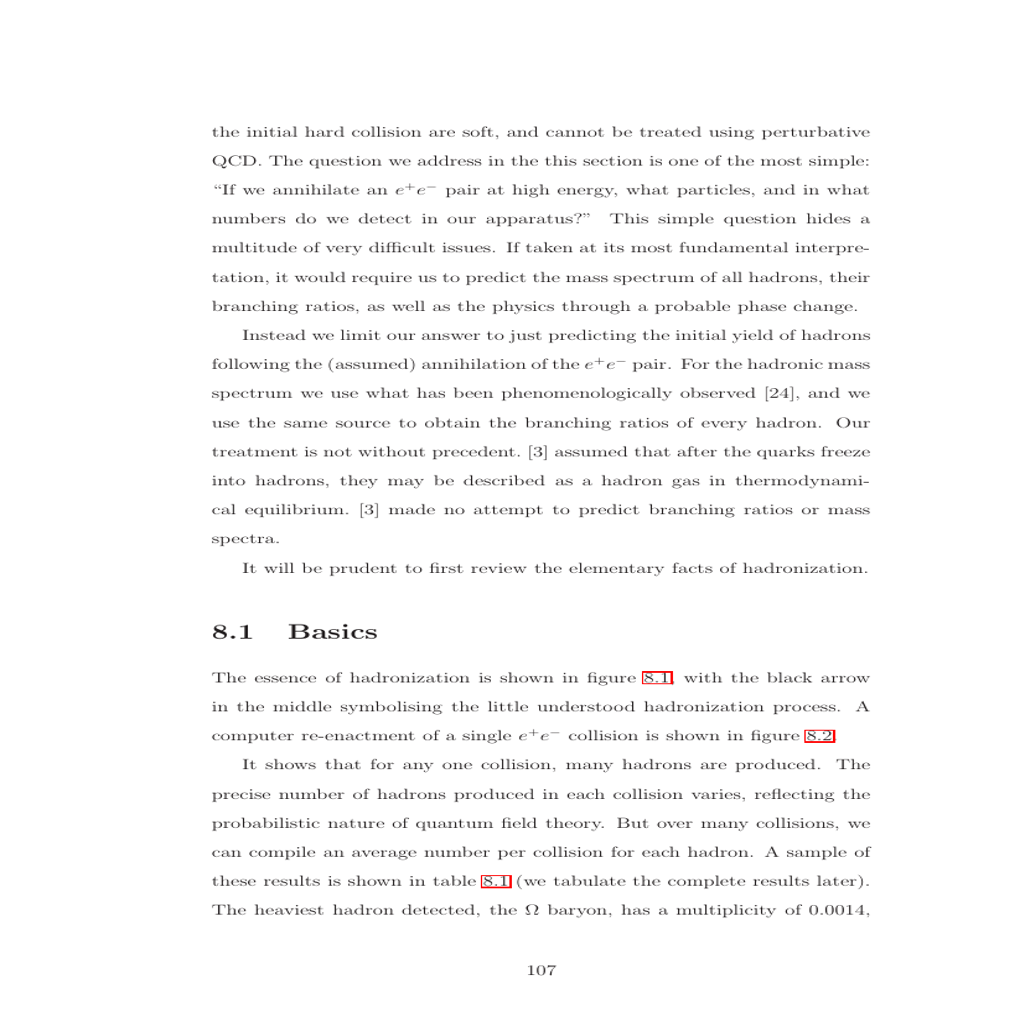 the initial hard collision are soft, and cannot be treated using perturbative
QCD. The question we address in the this section is one of the most simple:
“If we annihilate an e⁺e⁻ pair at high energy, what particles, and in what
numbers do we detect in our apparatus?” This simple question hides a
multitude of very difficult issues. If taken at its most fundamental interpre-
tation, it would require us to predict the mass spectrum of all hadrons, their
branching ratios, as well as the physics through a probable phase change.
Instead we limit our answer to just predicting the initial yield of hadrons
following the (assumed) annihilation of the e⁺e⁻ pair. For the hadronic mass
spectrum we use what has been phenomenologically observed [24], and we
use the same source to obtain the branching ratios of every hadron. Our
treatment is not without precedent. [3] assumed that after the quarks freeze
into hadrons, they may be described as a hadron gas in thermodynami-
cal equilibrium. [3] made no attempt to predict branching ratios or mass
spectra.
It will be prudent to first review the elementary facts of hadronization.
8.1 Basics
The essence of hadronization is shown in figure 8.1, with the black arrow
in the middle symbolising the little understood hadronization process. A
computer re-enactment of a single e⁺e⁻ collision is shown in figure 8.2.
It shows that for any one collision, many hadrons are produced. The
precise number of hadrons produced in each collision varies, reflecting the
probabilistic nature of quantum field theory. But over many collisions, we
can compile an average number per collision for each hadron. A sample of
these results is shown in table 8.1 (we tabulate the complete results later).
The heaviest hadron detected, the Ω baryon, has a multiplicity of 0.0014,
107